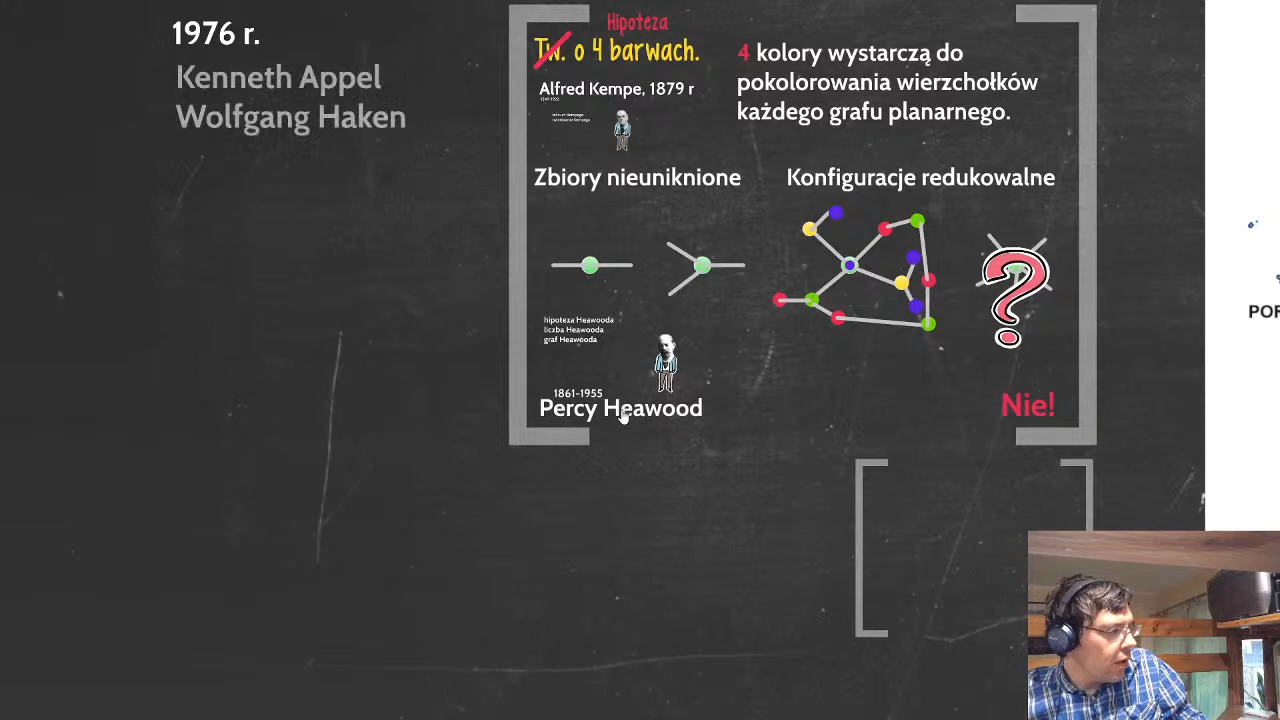 1976 r.
Kenneth Appel
Wolfgang Haken
Hipoteza
Tw. o 4 barwach.
Alfred Kempe, 1879 r
4 kolory wystarczą do
pokolorowania wierzchołków
każdego grafu planarnego.
Zbiory nieuniknione
Konfiguracje redukowalne
hipoteza Heawooda
liczba Heawooda
graf Heawooda
1861-1955
Percy Heawood
Nie!